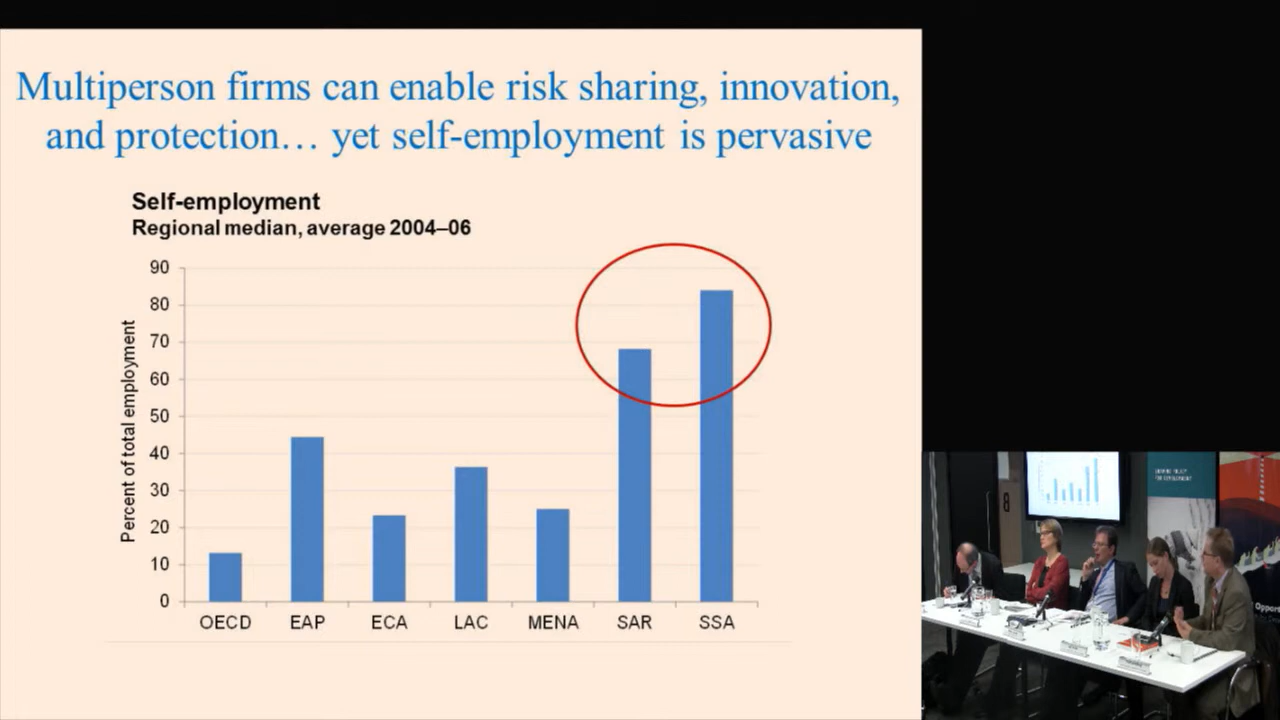 Multiperson firms can enable risk sharing, innovation,
and protection… yet self-employment is pervasive
Self-employment
Regional median, average 2004–06
Percent of total employment
90
80
70
60
50
40
30
20
10
0
OECD EAP ECA LAC MENA SAR SSA
8